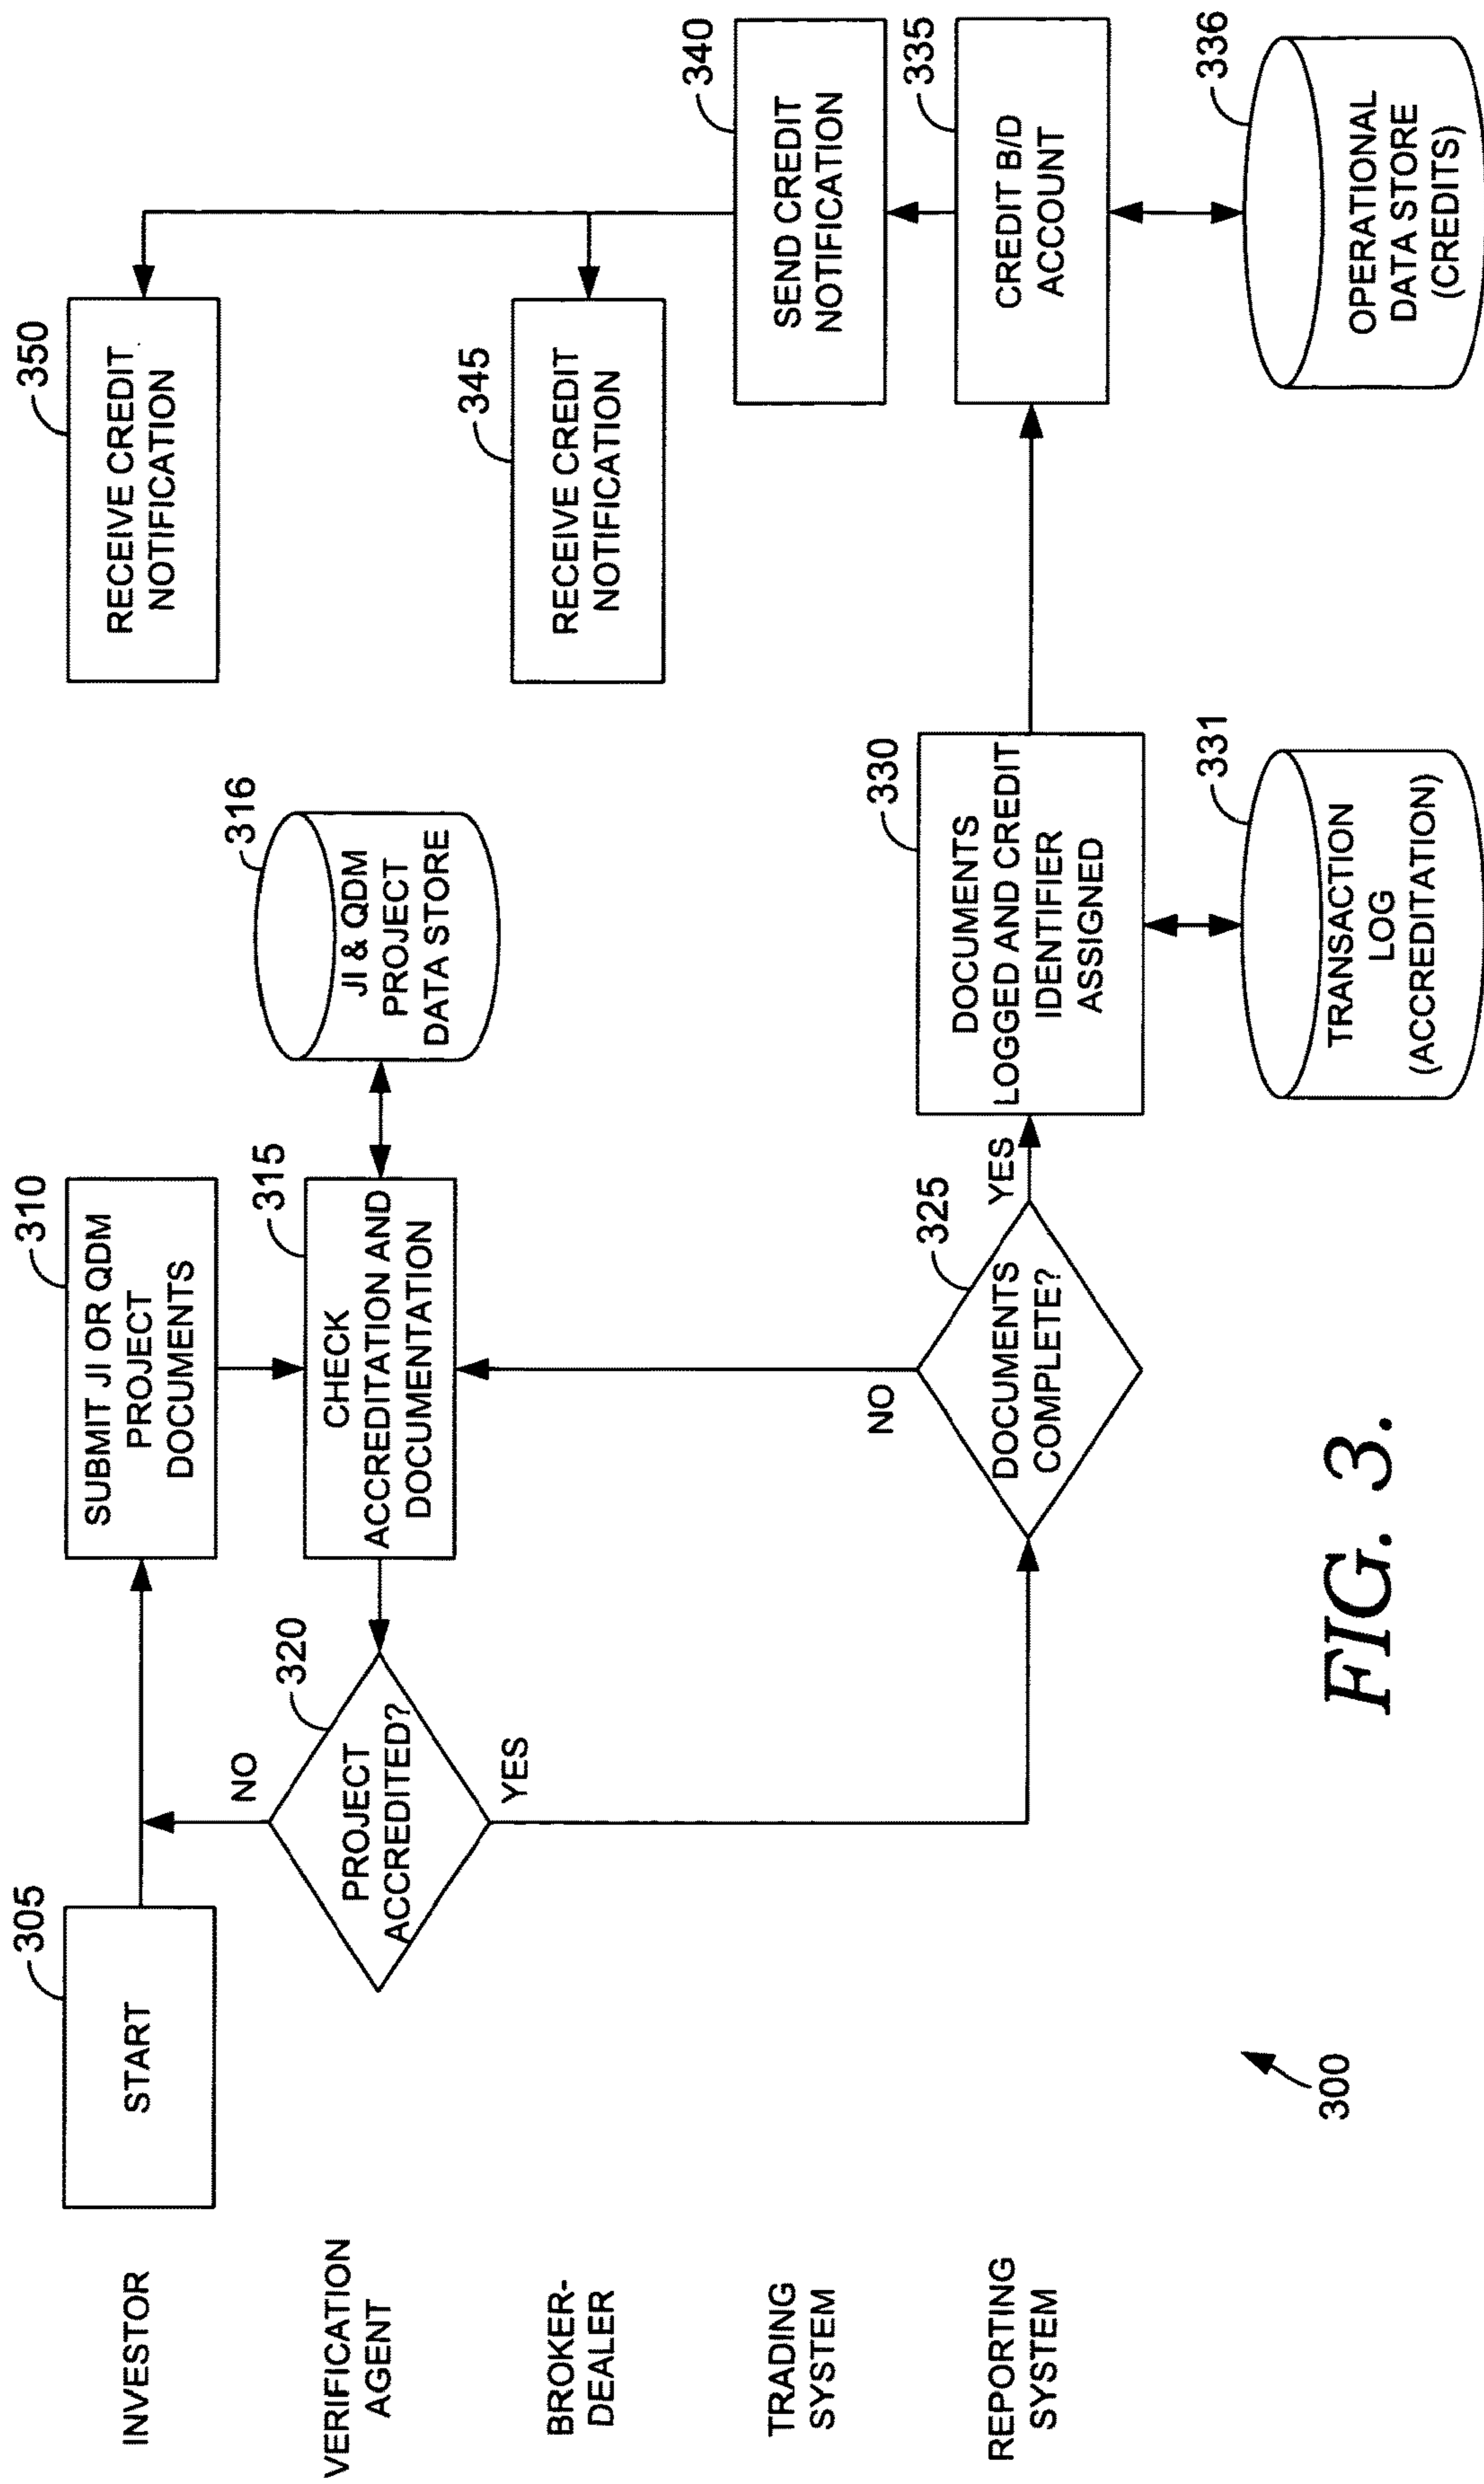 INVESTOR
VERIFICATION
AGENT
BROKER-
DEALER
TRADING
SYSTEM
REPORTING
SYSTEM
305
START
310
SUBMIT JI OR QDM
PROJECT
DOCUMENTS
315
CHECK
ACCREDITATION AND
DOCUMENTATION
316
JI & QDM
PROJECT
DATA STORE
320
PROJECT
ACCREDITED?
NO
YES
325
DOCUMENTS
COMPLETE?
NO
YES
330
DOCUMENTS
LOGGED AND CREDIT
IDENTIFIER
ASSIGNED
331
TRANSACTION
LOG
(ACCREDITATION)
335
CREDIT B/D
ACCOUNT
336
OPERATIONAL
DATA STORE
(CREDITS)
340
SEND CREDIT
NOTIFICATION
345
RECEIVE CREDIT
NOTIFICATION
350
RECEIVE CREDIT
NOTIFICATION
300
FIG. 3.